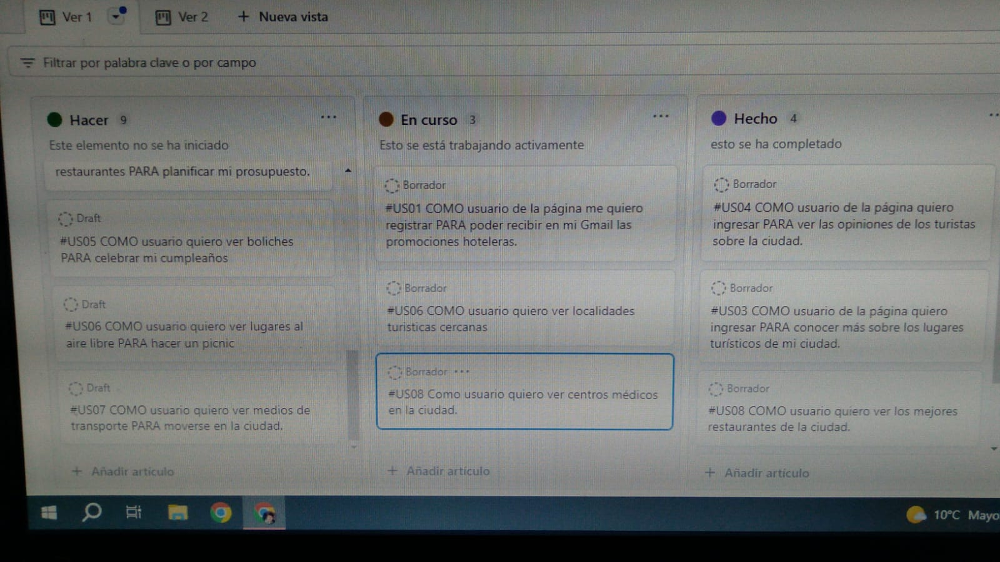 Ver 1
Ver 2
+ Nueva vista
Filtrar por palabra clave o por campo
Hacer 9
Este elemento no se ha iniciado
restaurantes PARA planificar mi prosupuesto.
Draft
#US05 COMO usuario quiero ver boliches
PARA celebrar mi cumpleaños
Draft
#US06 COMO usuario quiero ver lugares al
aire libre PARA hacer un picnic
Draft
#US07 COMO usuario quiero ver medios de
transporte PARA moverse en la ciudad.
+ Añadir artículo
En curso 3
Esto se está trabajando activamente
Borrador
#US01 COMO usuario de la página me quiero
registrar PARA poder recibir en mi Gmail las
promociones hoteleras.
Borrador
#US06 COMO usuario quiero ver localidades
turisticas cercanas
Borrador
#US08 Como usuario quiero ver centros médicos
en la ciudad.
+ Añadir artículo
Hecho 4
esto se ha completado
Borrador
#US04 COMO usuario de la página quiero
ingresar PARA ver las opiniones de los turistas
sobre la ciudad.
Borrador
#US03 COMO usuario de la página quiero
ingresar PARA conocer más sobre los lugares
turísticos de mi ciudad.
Borrador
#US08 COMO usuario quiero ver los mejores
restaurantes de la ciudad.
+ Añadir artículo
10°C Mayo